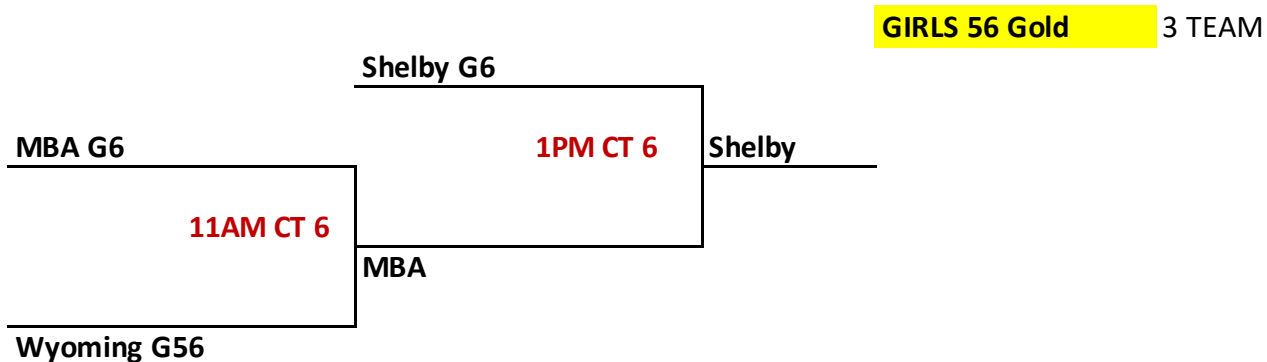 GIRLS 56 Gold 3 TEAM
Shelby G6
MBA G6
1PM CT 6
Shelby
11AM CT 6
MBA
Wyoming G56